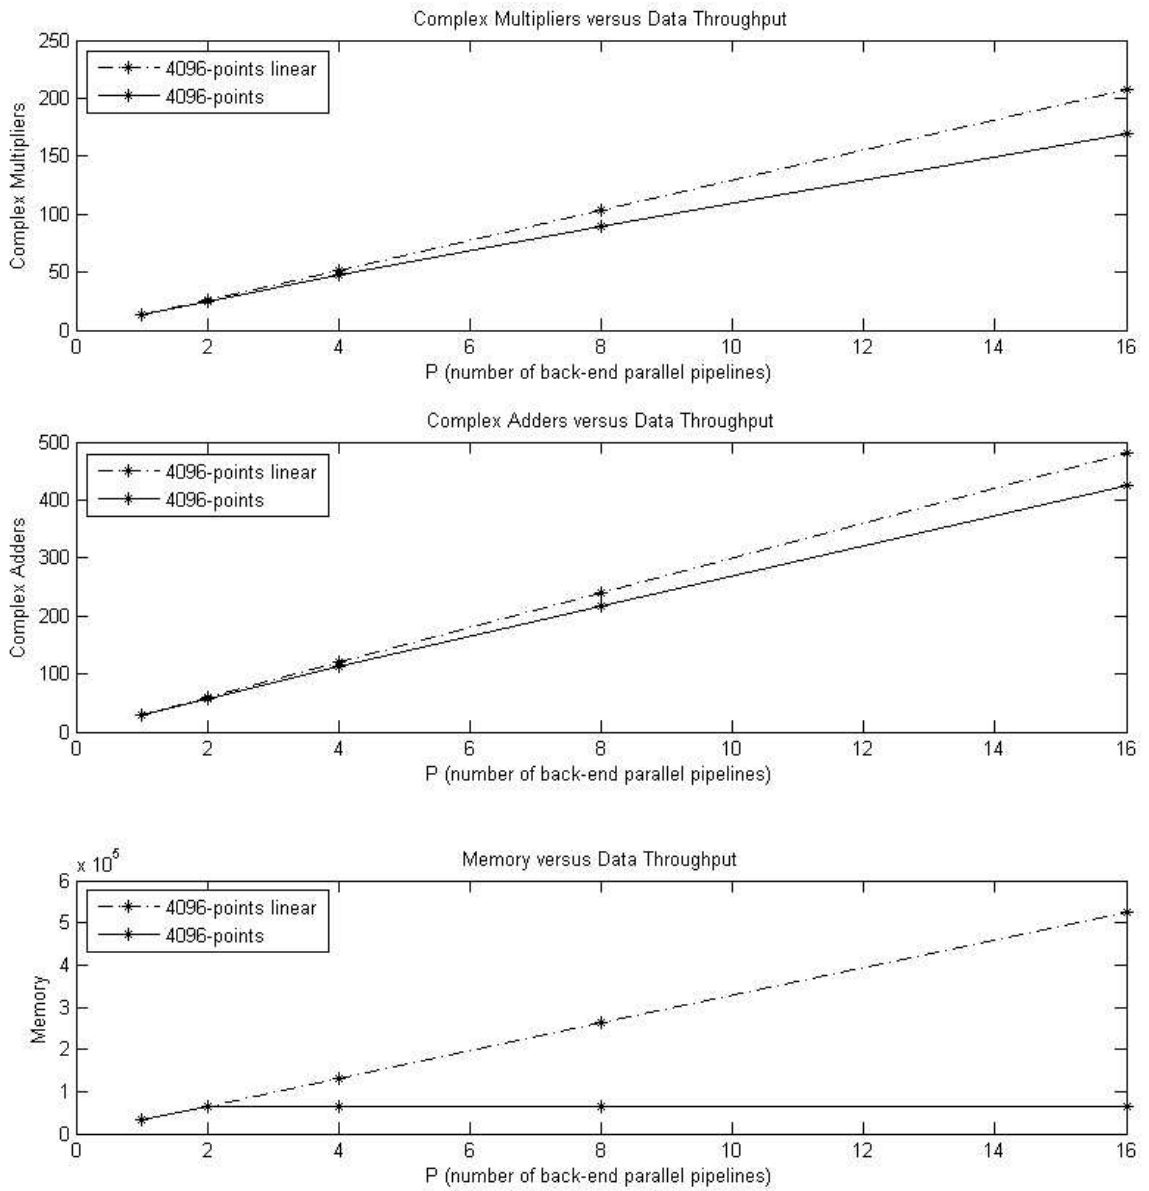 Complex Multipliers versus Data Throughput
250
200
150
100
50
0
Complex Multipliers
4096-points linear
4096-points
0 2 4 6 8 10 12 14 16
P (number of back-end parallel pipelines)
Complex Adders versus Data Throughput
500
400
300
200
100
0
Complex Adders
4096-points linear
4096-points
0 2 4 6 8 10 12 14 16
P (number of back-end parallel pipelines)
x 10^5
Memory versus Data Throughput
6
5
4
3
2
1
0
Memory
4096-points linear
4096-points
0 2 4 6 8 10 12 14 16
P (number of back-end parallel pipelines)